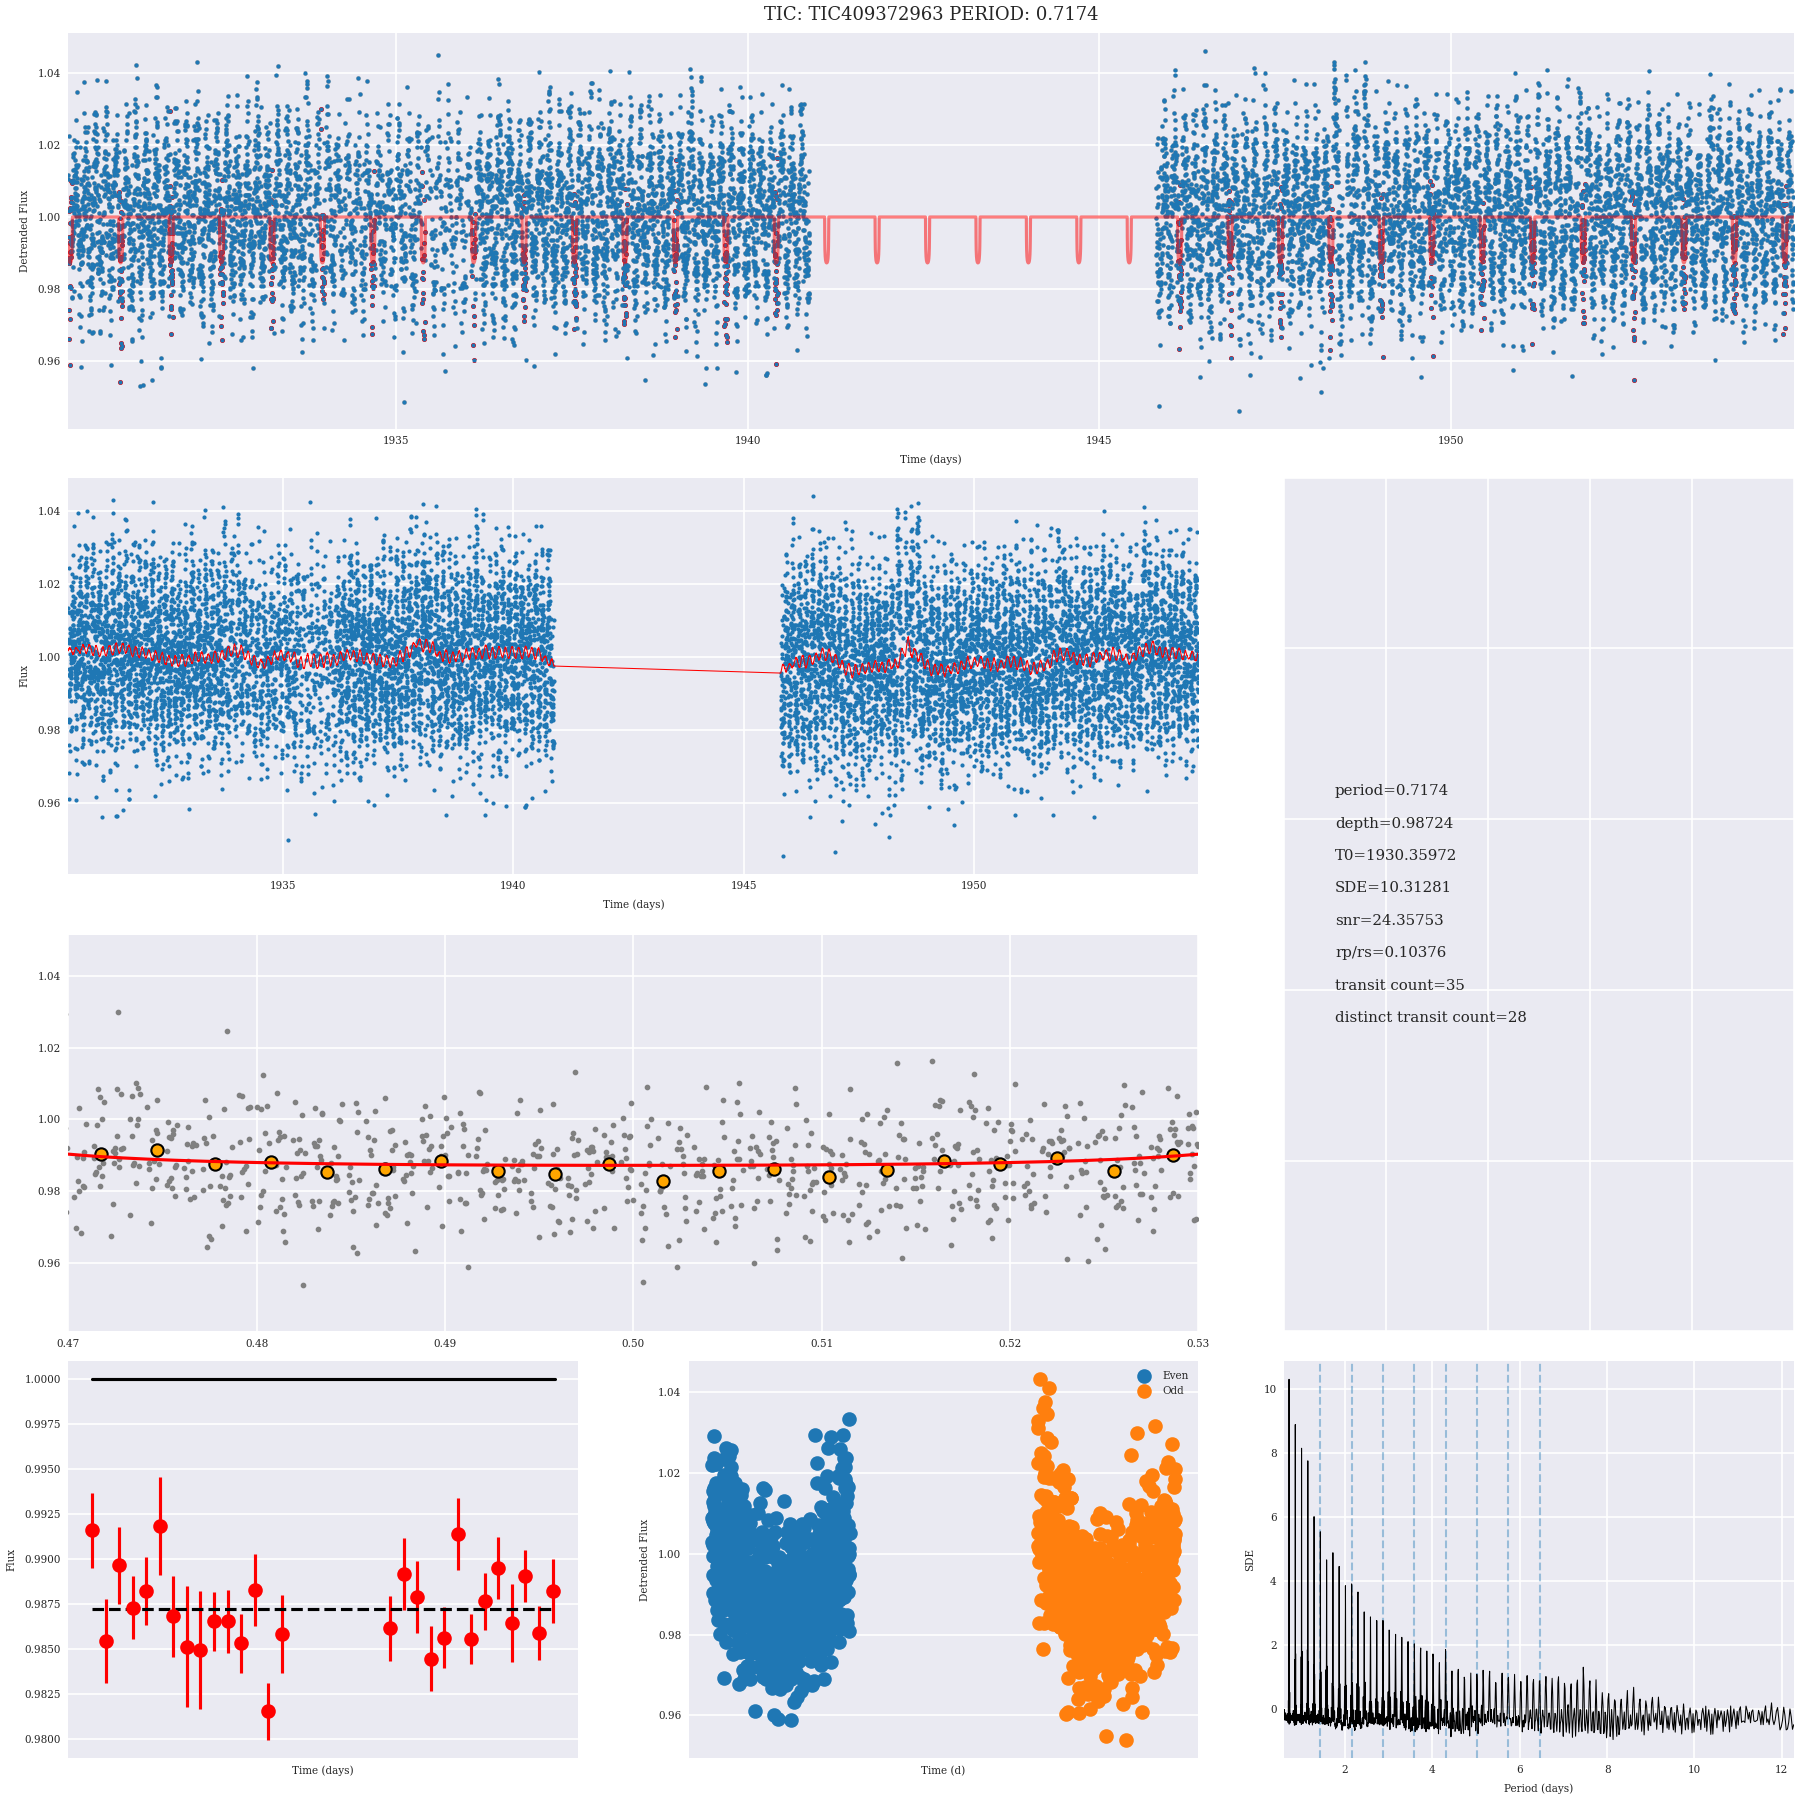 TIC: TIC409372963 PERIOD: 0.7174
1.04
1.02
1.00
0.98
0.96
Detrended Flux
1935
1940
1945
1950
Time (days)
1.04
1.02
1.00
0.98
0.96
Flux
1935
1940
1945
1950
Time (days)
period=0.7174
depth=0.98724
T0=1930.35972
SDE=10.31281
snr=24.35753
rp/rs=0.10376
transit count=35
distinct transit count=28
1.04
1.02
1.00
0.98
0.96
0.47
0.48
0.49
0.50
0.51
0.52
0.53
1.0000
0.9975
0.9950
0.9925
0.9900
0.9875
0.9850
0.9825
0.9800
Flux
Time (days)
1.04
1.02
1.00
0.98
0.96
Detrended Flux
Even
Odd
Time (d)
10
8
6
4
2
0
SDE
2
4
6
8
10
12
Period (days)